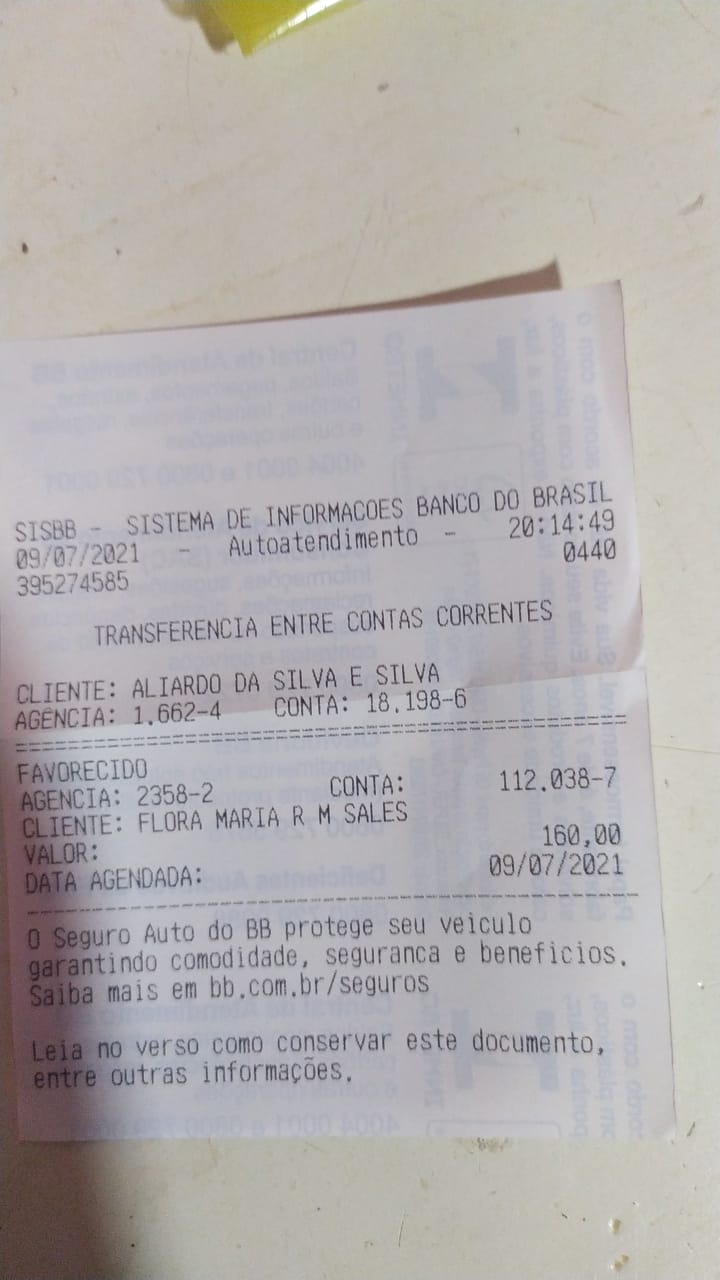 SISBB - SISTEMA DE INFORMACOES BANCO DO BRASIL
09/07/2021 - Autoatendimento - 20:14:49
395274585 0440
TRANSFERENCIA ENTRE CONTAS CORRENTES
CLIENTE: ALIARDO DA SILVA E SILVA
AGENCIA: 1.662-4 CONTA: 18.198-6
================================================
FAVORECIDO
AGENCIA: 2358-2 CONTA: 112.038-7
CLIENTE: FLORA MARIA R M SALES
VALOR: 160,00
DATA AGENDADA: 09/07/2021
------------------------------------------------
O Seguro Auto do BB protege seu veiculo
garantindo comodidade, seguranca e beneficios.
Saiba mais em bb.com.br/seguros
Leia no verso como conservar este documento,
entre outras informações.